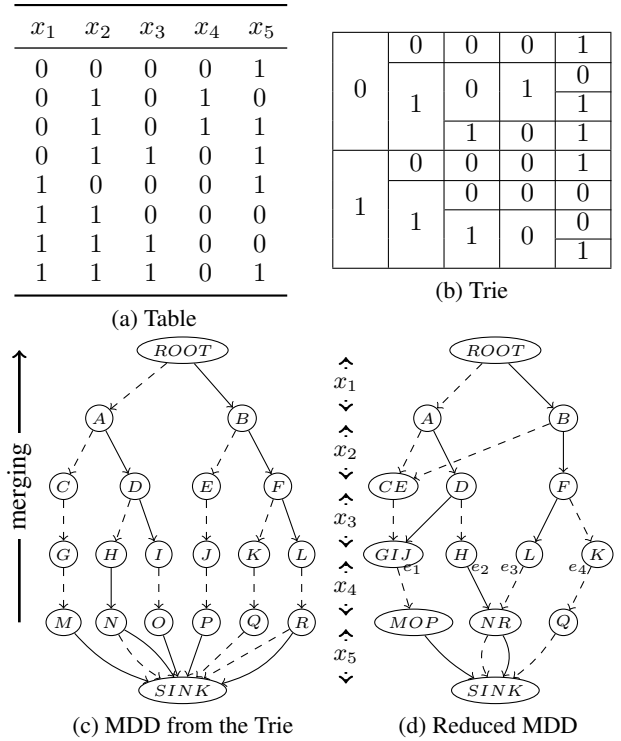 x1 x2 x3 x4 x5
0 0 0 0 1
0 1 0 1 0
0 1 0 1 1
0 1 1 0 1
1 0 0 0 1
1 1 0 0 0
1 1 1 0 0
1 1 1 0 1
(a) Table
0 0 0 0 1
1 0 1 0
1
1 0 1
1 0 0 0 1
1 0 0 0
1 0 0
1
(b) Trie
merging
ROOT
A B
C D E F
G H I J K L
M N O P Q R
SINK
(c) MDD from the Trie
x1
x2
x3
x4
x5
ROOT
A B
CE D F
GIJ H L K
e1 e2 e3 e4
MOP NR Q
SINK
(d) Reduced MDD